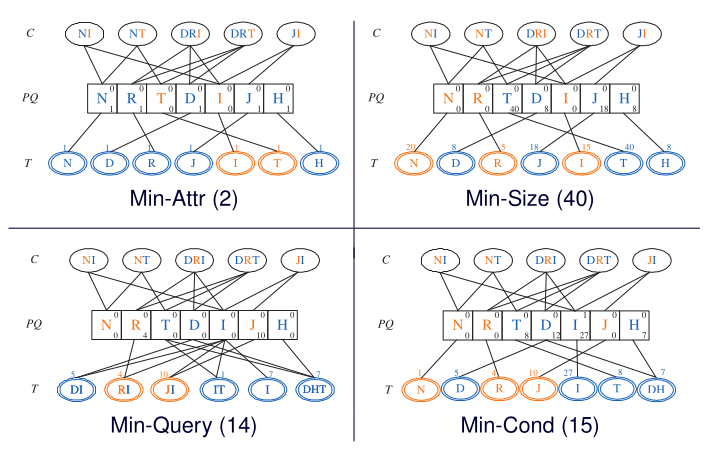 C NI NT DRI DRT JI
0 0 0 0 0 0 0
PQ N R T D I J H
1 1 0 1 0 1 1
1 1 1 1 1 1 1
T N D R J I T H
Min-Attr (2)
C NI NT DRI DRT JI
0 0 0 0 0 0 0
PQ N R T D I J H
0 0 40 8 0 18 8
20 8 5 18 15 40 8
T N D R J I T H
Min-Size (40)
C NI NT DRI DRT JI
0 0 0 0 0 0 0
PQ N R T D I J H
0 4 0 0 0 10 0
5 4 10 1 7 7
T DI RI JI IT I DHT
Min-Query (14)
C NI NT DRI DRT JI
0 0 0 0 1 0 0
PQ N R T D I J H
0 0 8 12 27 0 7
1 5 4 10 27 8 7
T N D R J I T DH
Min-Cond (15)